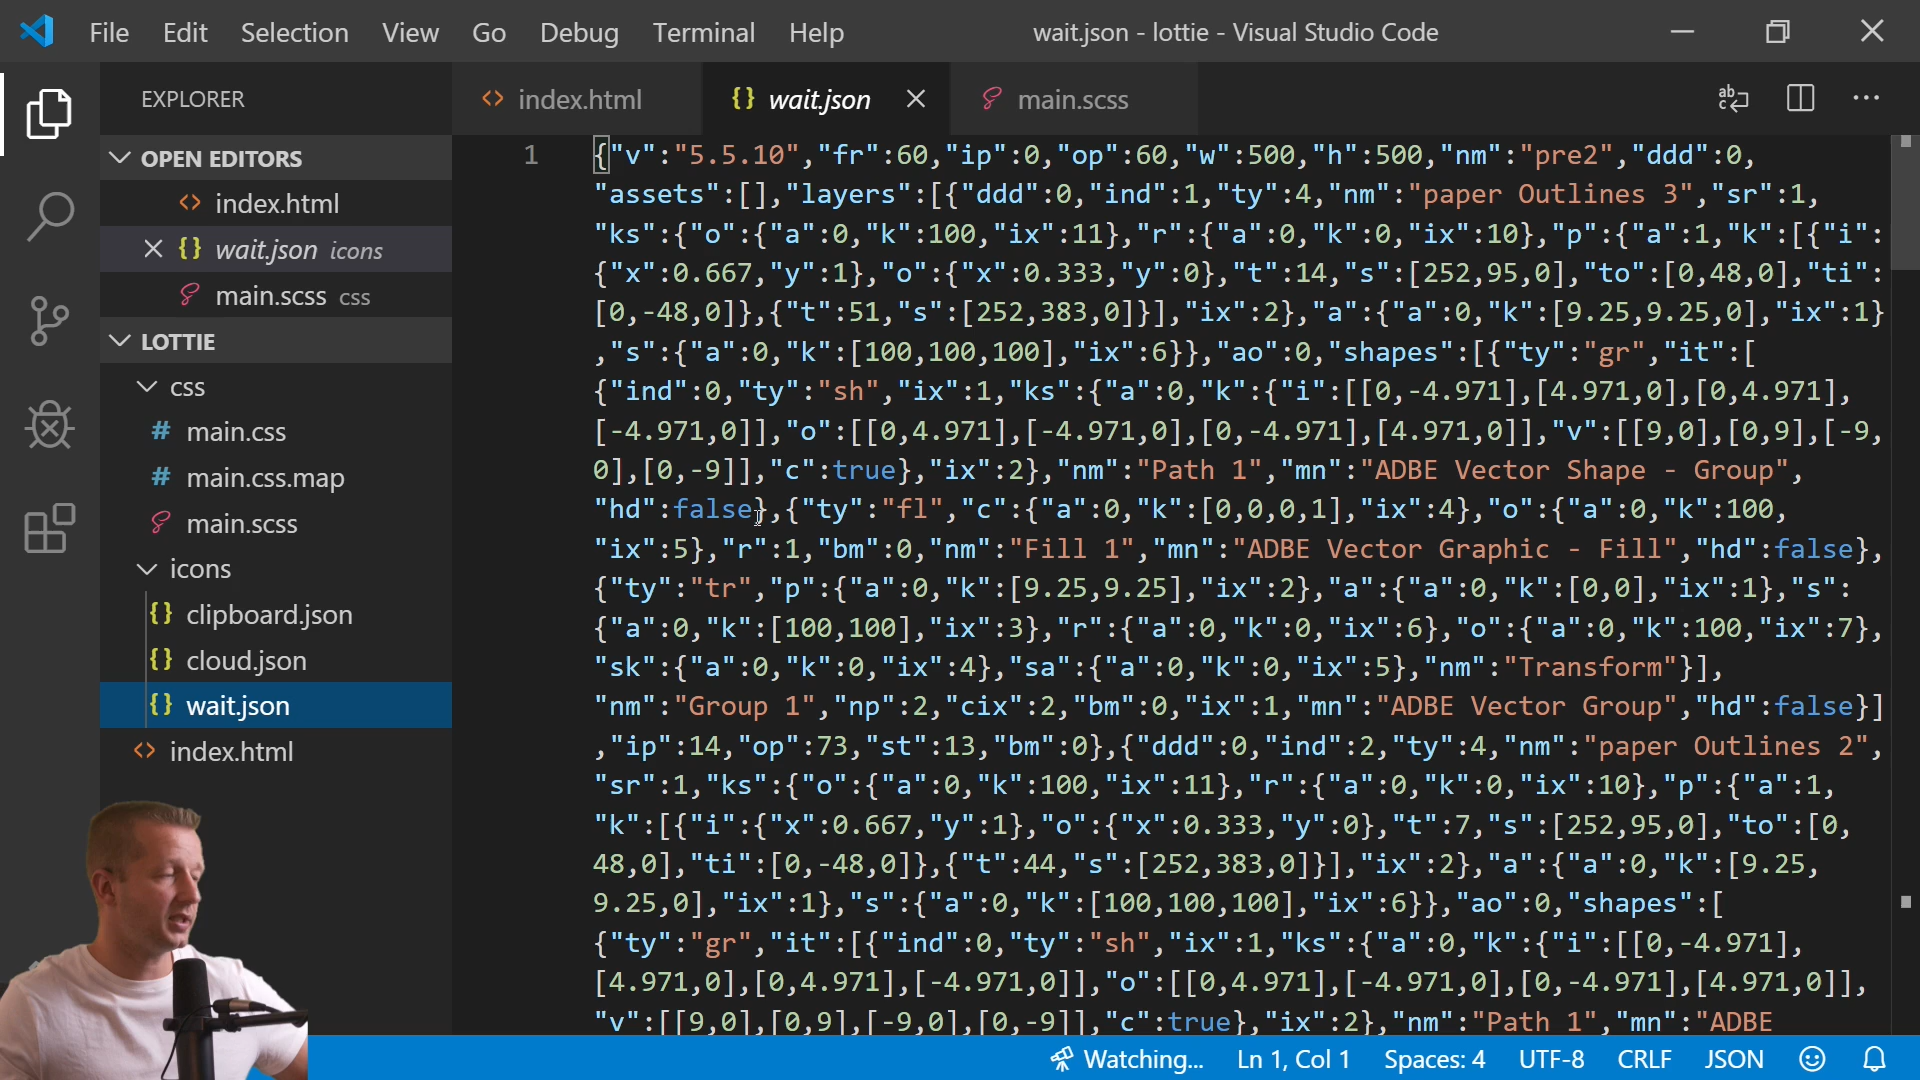 File Edit Selection View Go Debug Terminal Help
wait.json - lottie - Visual Studio Code
EXPLORER
OPEN EDITORS
index.html
wait.json icons
main.scss css
LOTTIE
css
main.css
main.css.map
main.scss
icons
clipboard.json
cloud.json
wait.json
index.html
index.html wait.json main.scss
1
{"v":"5.5.10","fr":60,"ip":0,"op":60,"w":500,"h":500,"nm":"pre2","ddd":0,
"assets":[],"layers":[{"ddd":0,"ind":1,"ty":4,"nm":"paper Outlines 3","sr":1,
"ks":{"o":{"a":0,"k":100,"ix":11},"r":{"a":0,"k":0,"ix":10},"p":{"a":1,"k":[{"i":
{"x":0.667,"y":1},"o":{"x":0.333,"y":0},"t":14,"s":[252,95,0],"to":[0,48,0],"ti":
[0,-48,0]},{"t":51,"s":[252,383,0]}],"ix":2},"a":{"a":0,"k":[9.25,9.25,0],"ix":1}
,"s":{"a":0,"k":[100,100,100],"ix":6}},"ao":0,"shapes":[{"ty":"gr","it":[
{"ind":0,"ty":"sh","ix":1,"ks":{"a":0,"k":{"i":[[0,-4.971],[4.971,0],[0,4.971],
[-4.971,0]],"o":[[0,4.971],[-4.971,0],[0,-4.971],[4.971,0]],"v":[[9,0],[0,9],[-9,
0],[0,-9]],"c":true},"ix":2},"nm":"Path 1","mn":"ADBE Vector Shape - Group",
"hd":false},{"ty":"fl","c":{"a":0,"k":[0,0,0,1],"ix":4},"o":{"a":0,"k":100,
"ix":5},"r":1,"bm":0,"nm":"Fill 1","mn":"ADBE Vector Graphic - Fill","hd":false},
{"ty":"tr","p":{"a":0,"k":[9.25,9.25],"ix":2},"a":{"a":0,"k":[0,0],"ix":1},"s":
{"a":0,"k":[100,100],"ix":3},"r":{"a":0,"k":0,"ix":6},"o":{"a":0,"k":100,"ix":7},
"sk":{"a":0,"k":0,"ix":4},"sa":{"a":0,"k":0,"ix":5},"nm":"Transform"}],
"nm":"Group 1","np":2,"cix":2,"bm":0,"ix":1,"mn":"ADBE Vector Group","hd":false}]
,"ip":14,"op":73,"st":13,"bm":0},{"ddd":0,"ind":2,"ty":4,"nm":"paper Outlines 2",
"sr":1,"ks":{"o":{"a":0,"k":100,"ix":11},"r":{"a":0,"k":0,"ix":10},"p":{"a":1,
"k":[{"i":{"x":0.667,"y":1},"o":{"x":0.333,"y":0},"t":7,"s":[252,95,0],"to":[0,
48,0],"ti":[0,-48,0]},{"t":44,"s":[252,383,0]}],"ix":2},"a":{"a":0,"k":[9.25,
9.25,0],"ix":1},"s":{"a":0,"k":[100,100,100],"ix":6}},"ao":0,"shapes":[
{"ty":"gr","it":[{"ind":0,"ty":"sh","ix":1,"ks":{"a":0,"k":{"i":[[0,-4.971],
[4.971,0],[0,4.971],[-4.971,0]],"o":[[0,4.971],[-4.971,0],[0,-4.971],[4.971,0]],
"v":[[9,0],[0,9],[-9,0],[0,-9]],"c":true},"ix":2},"nm":"Path 1","mn":"ADBE
Watching... Ln 1, Col 1 Spaces: 4 UTF-8 CRLF JSON